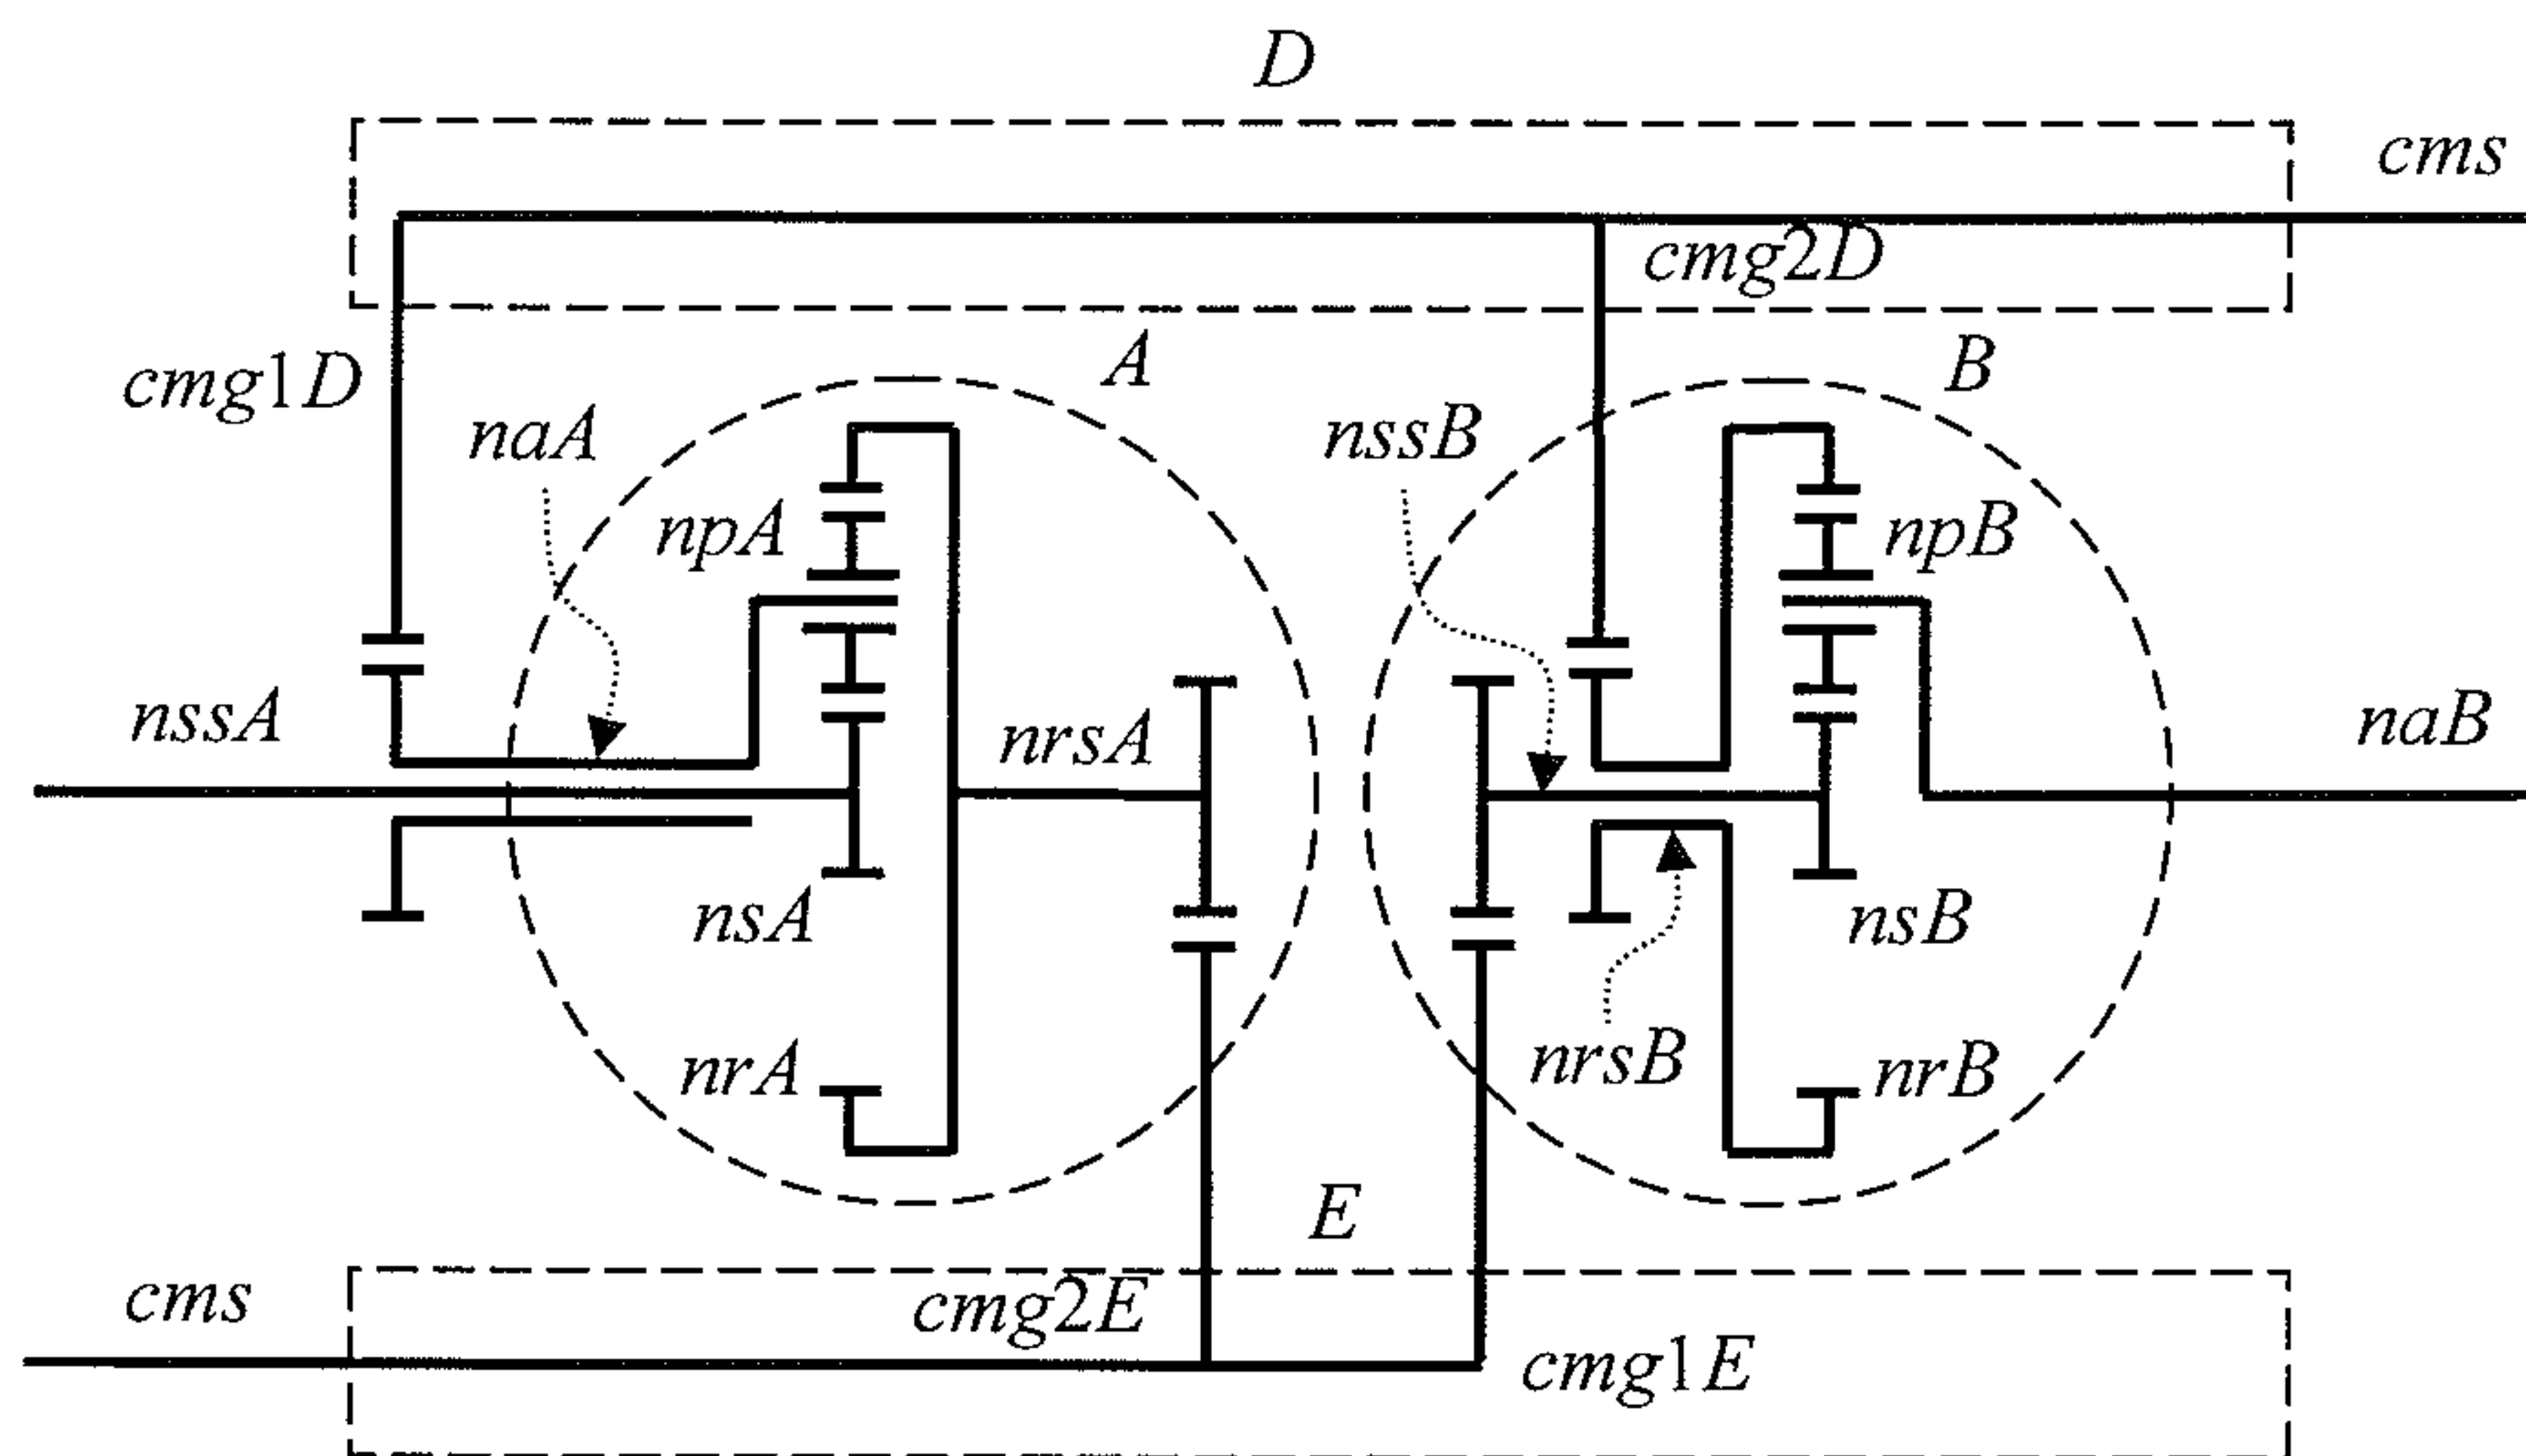 D
cms
cmg2D
cmg1D
A
B
naA
nssB
npA
npB
nssA
nrsA
naB
nsA
nsB
nrA
nrsB
nrB
E
cms
cmg2E
cmg1E